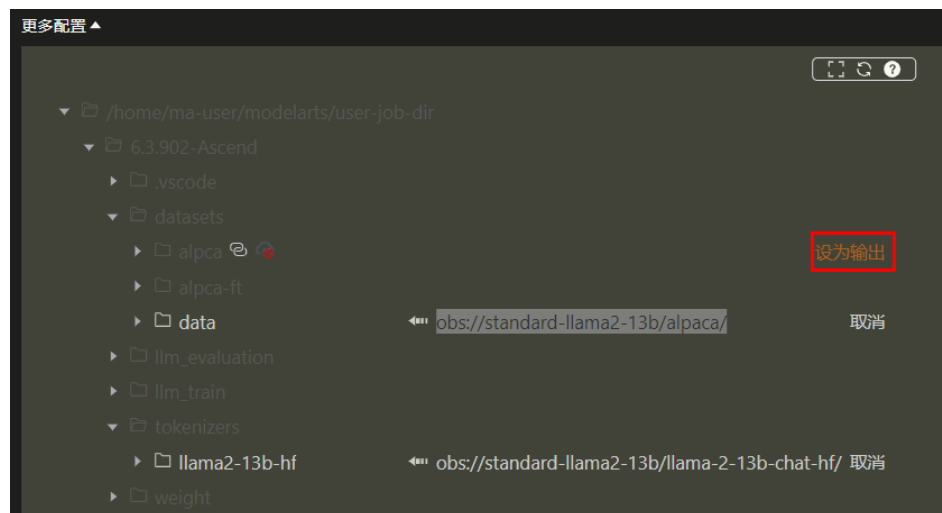 更多配置
/home/ma-user/modelarts/user-job-dir
6.3.902-Ascend
.vscode
datasets
alpca 设为输出
alpca-ft
data obs://standard-llama2-13b/alpaca/ 取消
llm_evaluation
llm_train
tokenizers
llama2-13b-hf obs://standard-llama2-13b/llama-2-13b-chat-hf/ 取消
weight